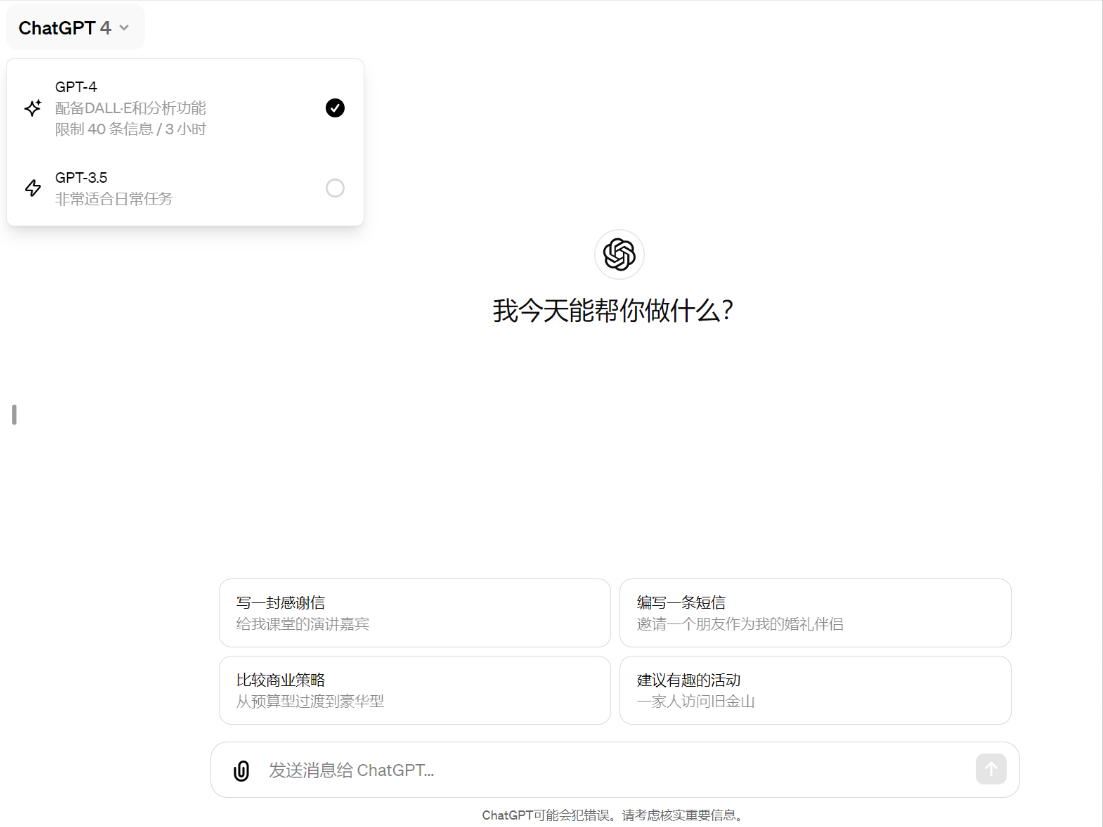 ChatGPT 4
GPT-4
配备DALL·E和分析功能
限制 40 条信息 / 3 小时
GPT-3.5
非常适合日常任务
我今天能帮你做什么？
写一封感谢信
给我课堂的演讲嘉宾
编写一条短信
邀请一个朋友作为我的婚礼伴侣
比较商业策略
从预算型过渡到豪华型
建议有趣的活动
一家人访问旧金山
发送消息给 ChatGPT...
ChatGPT可能会犯错误。请考虑核实重要信息。